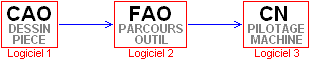 CAO
DESSIN
PIECE
Logiciel 1
FAO
PARCOURS
OUTIL
Logiciel 2
CN
PILOTAGE
MACHINE
Logiciel 3